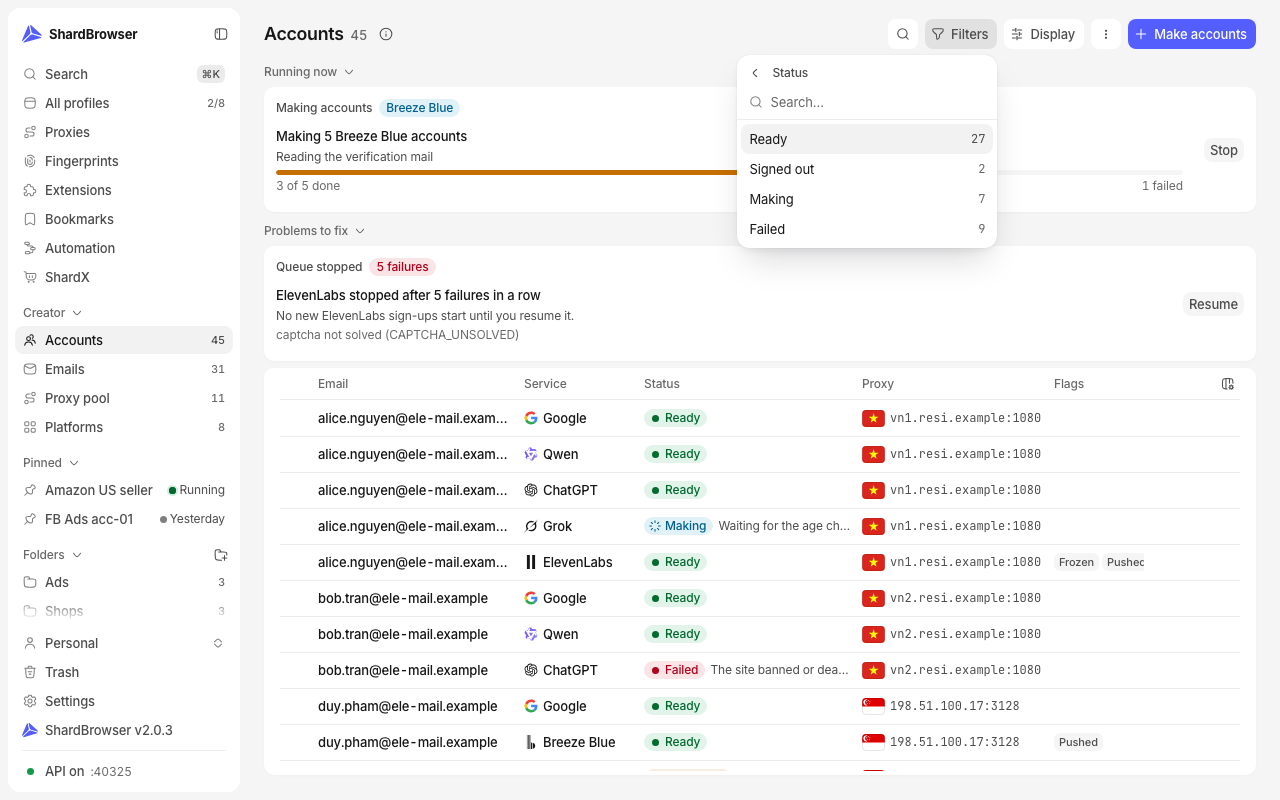 ShardBrowser
Search ⌘K
All profiles 2/8
Proxies
Fingerprints
Extensions
Bookmarks
Automation
ShardX
Creator
Accounts 45
Emails 31
Proxy pool 11
Platforms 8
Pinned
Amazon US seller Running
FB Ads acc-01 Yesterday
Folders
Ads 3
Shops 3
Personal
Trash
Settings
ShardBrowser v2.0.3
API on :40325
Accounts 45
Filters
Display
Make accounts
Running now
Making accounts Breeze Blue
Making 5 Breeze Blue accounts
Reading the verification mail
3 of 5 done
1 failed
Stop
Status
Search...
Ready 27
Signed out 2
Making 7
Failed 9
Problems to fix
Queue stopped 5 failures
ElevenLabs stopped after 5 failures in a row
No new ElevenLabs sign-ups start until you resume it.
captcha not solved (CAPTCHA_UNSOLVED)
Resume
Email Service Status Proxy Flags
alice.nguyen@ele-mail.exam... Google Ready vn1.resi.example:1080
alice.nguyen@ele-mail.exam... Qwen Ready vn1.resi.example:1080
alice.nguyen@ele-mail.exam... ChatGPT Ready vn1.resi.example:1080
alice.nguyen@ele-mail.exam... Grok Making Waiting for the age ch... vn1.resi.example:1080
alice.nguyen@ele-mail.exam... ElevenLabs Ready vn1.resi.example:1080 Frozen Pushed
bob.tran@ele-mail.example Google Ready vn2.resi.example:1080
bob.tran@ele-mail.example Qwen Ready vn2.resi.example:1080
bob.tran@ele-mail.example ChatGPT Failed The site banned or dea... vn2.resi.example:1080
duy.pham@ele-mail.example Google Ready 198.51.100.17:3128
duy.pham@ele-mail.example Breeze Blue Ready 198.51.100.17:3128 Pushed